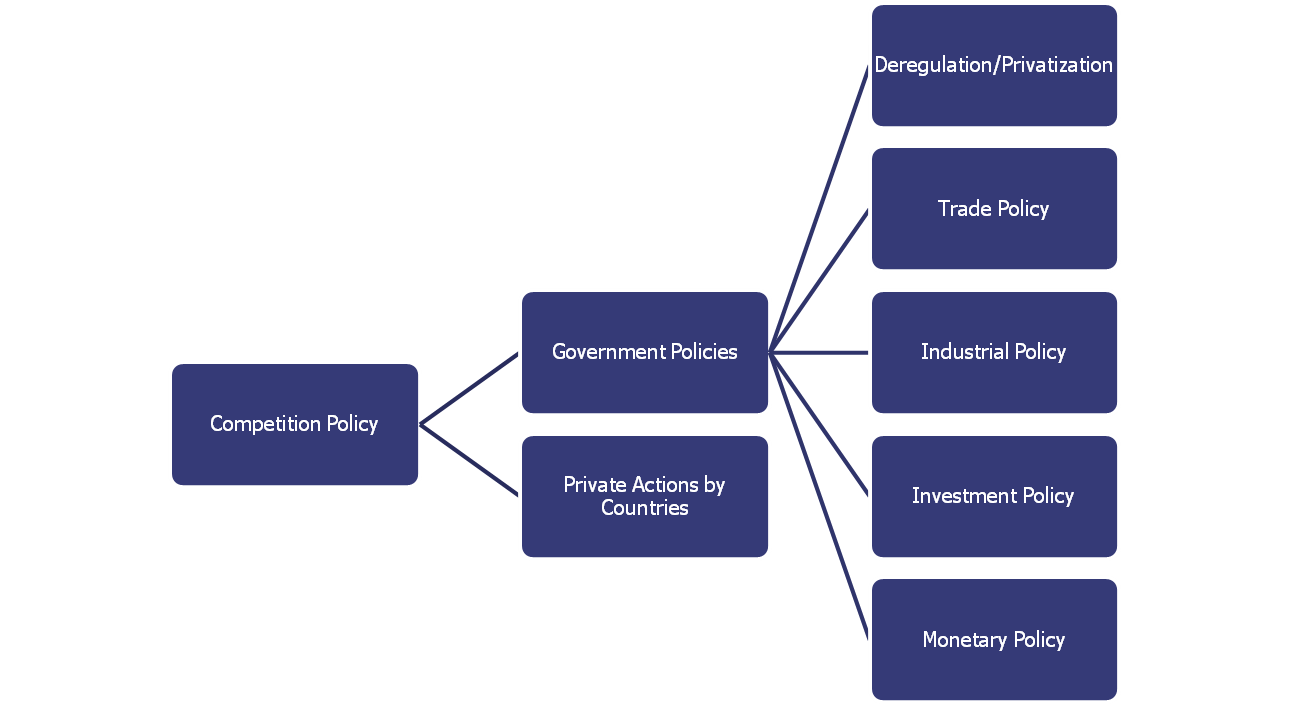 Deregulation/Privatization
Trade Policy
Government Policies
Industrial Policy
Competition Policy
Private Actions by
Countries
Investment Policy
Monetary Policy